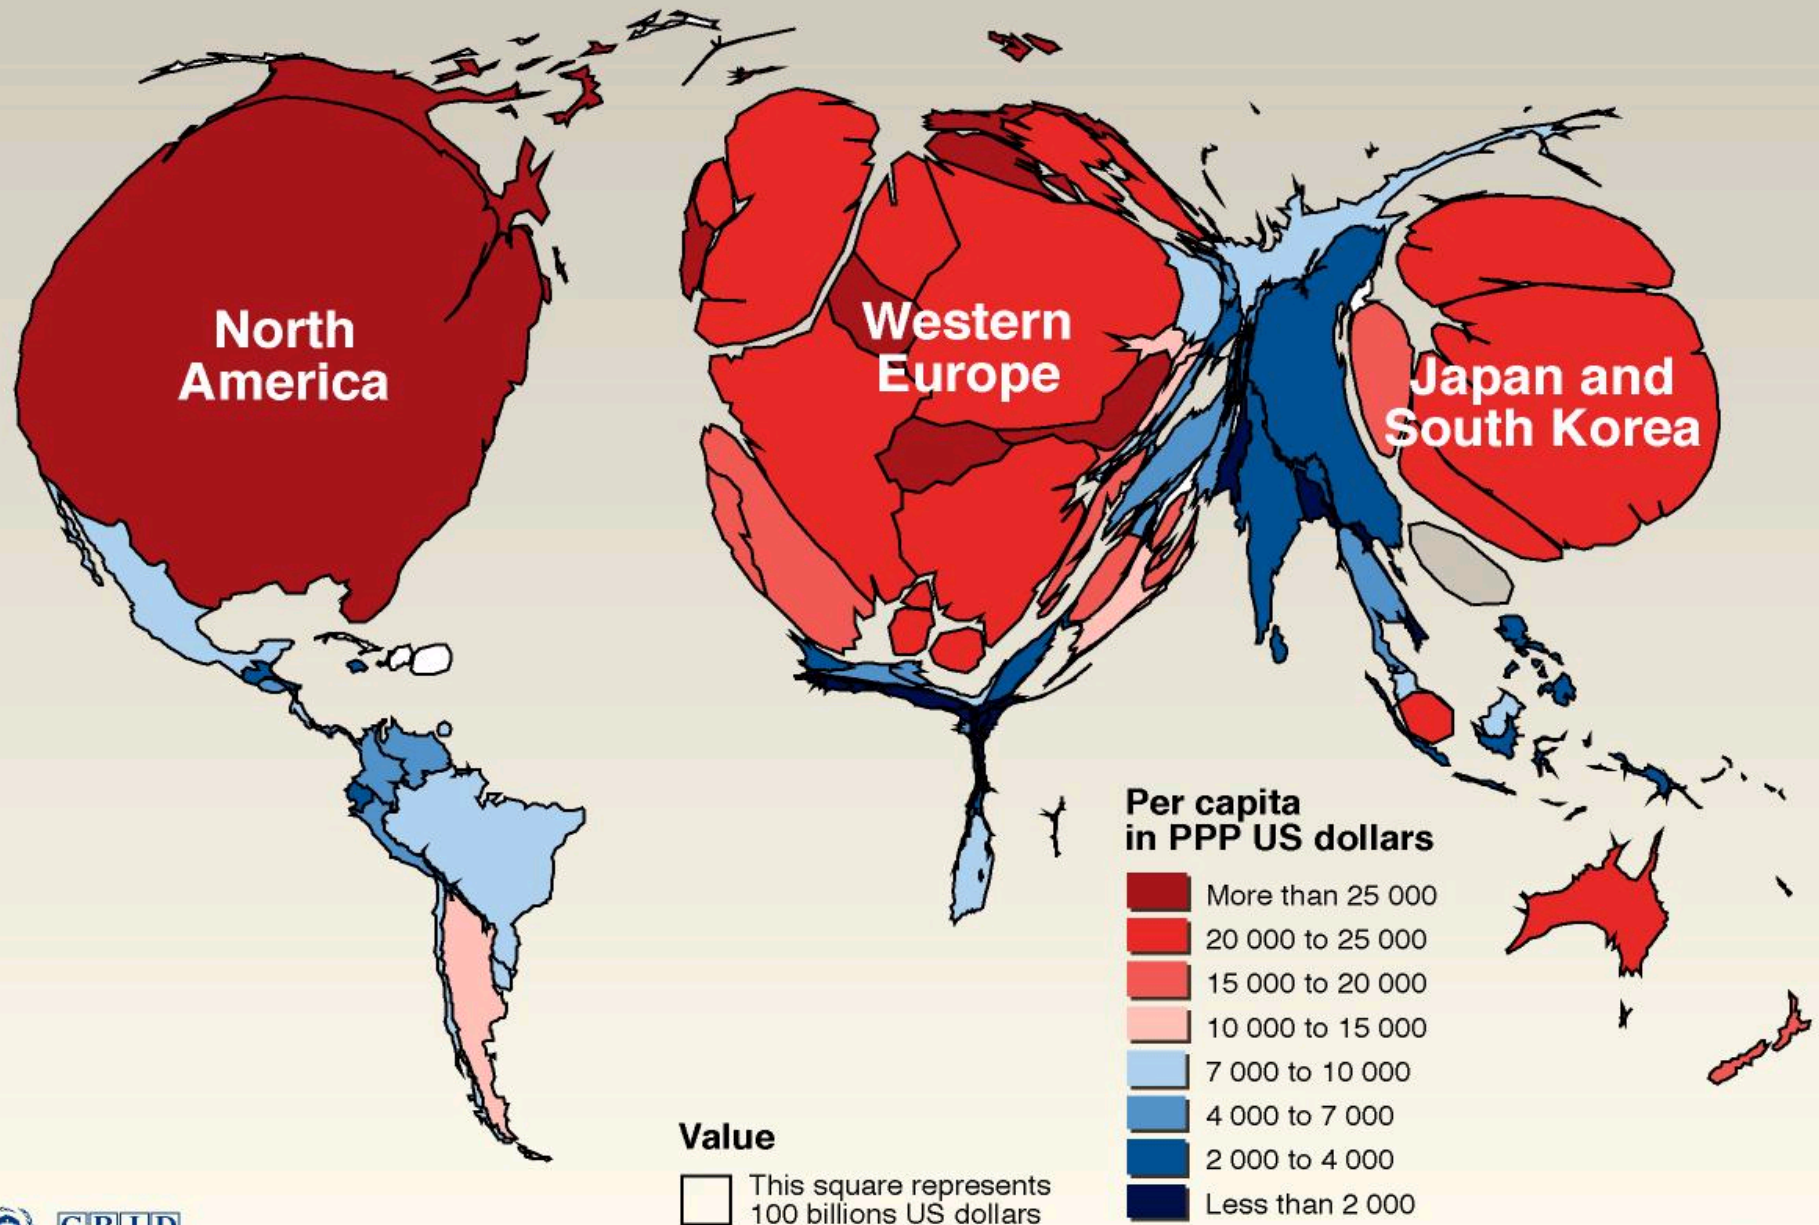 North
America
Western
Europe
Japan and
South Korea
Per capita
in PPP US dollars
More than 25 000
20 000 to 25 000
15 000 to 20 000
10 000 to 15 000
7 000 to 10 000
4 000 to 7 000
2 000 to 4 000
Less than 2 000
Value
This square represents
100 billions US dollars
GRID